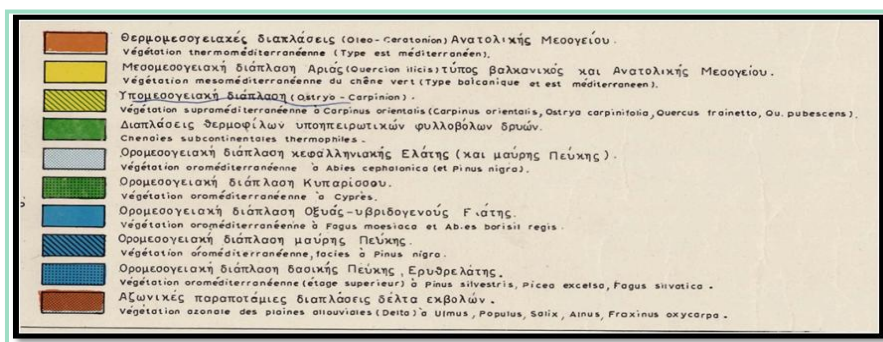 Θερμομεσογειακές διαπλάσεις (Oleo-Ceratonion) Ανατολικής Μεσογείου.
Végétation thermoméditerranéenne (Type est méditerranéen).
Μεσομεσογειακή διάπλαση Αριάς (Quercion ilicis) τύπος βαλκανικός και Ανατολικής Μεσογείου.
Végétation mesoméditerranéenne du chêne vert (Type balcanique et est méditerraneen).
Υπομεσογειακή διάπλαση (Ostryo-Carpinion).
Végétation supraméditerranéenne à Carpinus orientalis (Carpinus orientalis, Ostrya carpinifolia, Quercus frainetto, Qu. pubescens).
Διαπλάσεις θερμοφίλων υποηπειρωτικών φυλλοβόλων δρυών.
Chenaies subcontinentales thermophiles.
Ορομεσογειακή διάπλαση κεφαλληνιακής Ελάτης (και μαύρης Πεύκης).
Végétation oroméditerranéenne à Abies cephalonica (et Pinus nigra).
Ορομεσογειακή διάπλαση Κυπαρίσσου.
Végétation oroméditerranéenne à Cyprès.
Ορομεσογειακή διάπλαση Οξυάς-υβριδογενούς Ελάτης.
Végétation oroméditerranéenne à Fagus moesiaca et Abies borisii regis.
Ορομεσογειακή διάπλαση μαύρης Πεύκης.
Végétation oroméditerranéenne, facies à Pinus nigra.
Ορομεσογειακή διάπλαση δασικής Πεύκης, Ερυθρελάτης.
Végétation oroméditerranéenne (étage superieur) à Pinus silvestris, Picea excelsa, Fagus silvatica.
Αζωνικές παραποτάμιες διαπλάσεις δέλτα εκβολών.
Végétation azonale des plaines alluviales (Delta) à Ulmus, Populus, Salix, Alnus, Fraxinus oxycarpa.